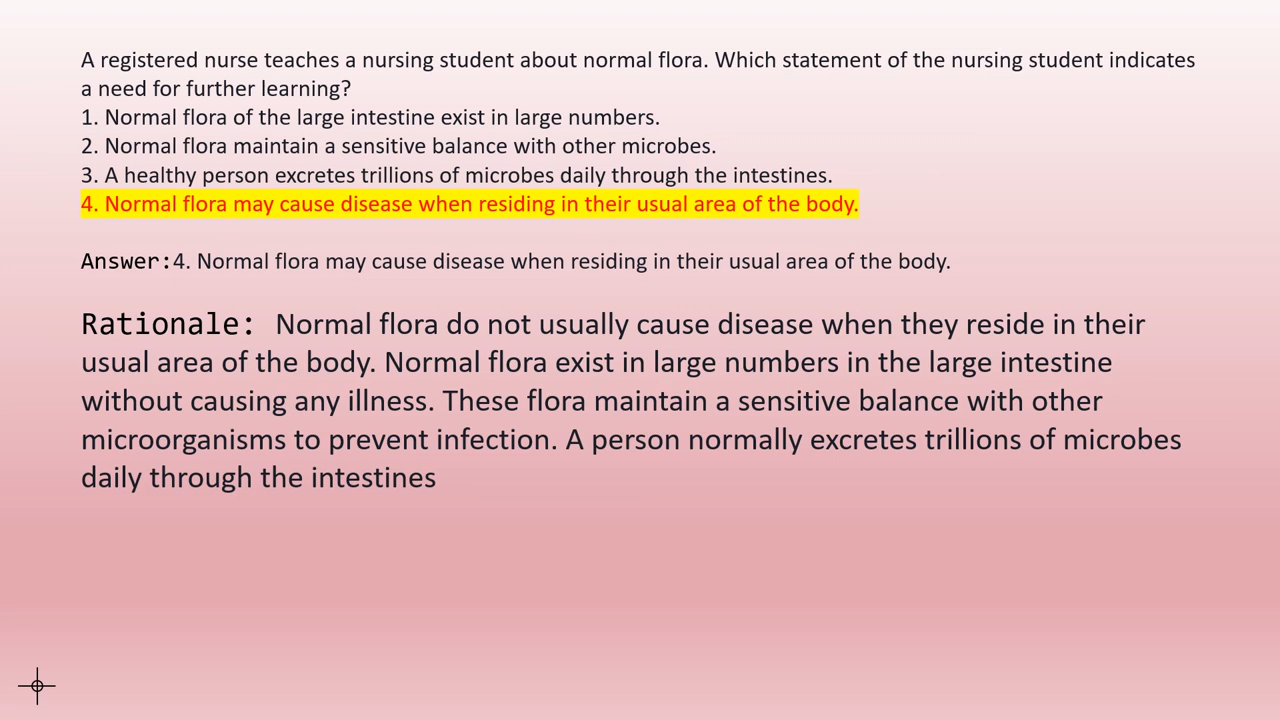 A registered nurse teaches a nursing student about normal flora. Which statement of the nursing student indicates
a need for further learning?
1. Normal flora of the large intestine exist in large numbers.
2. Normal flora maintain a sensitive balance with other microbes.
3. A healthy person excretes trillions of microbes daily through the intestines.
4. Normal flora may cause disease when residing in their usual area of the body.
Answer:4. Normal flora may cause disease when residing in their usual area of the body.
Rationale: Normal flora do not usually cause disease when they reside in their
usual area of the body. Normal flora exist in large numbers in the large intestine
without causing any illness. These flora maintain a sensitive balance with other
microorganisms to prevent infection. A person normally excretes trillions of microbes
daily through the intestines